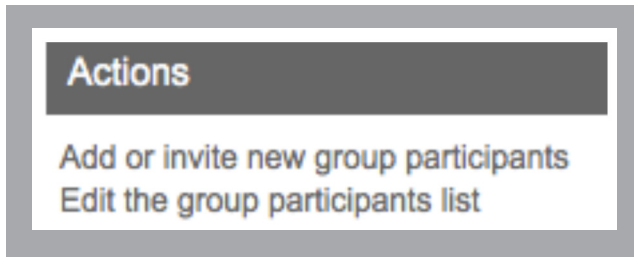 Actions
Add or invite new group participants
Edit the group participants list